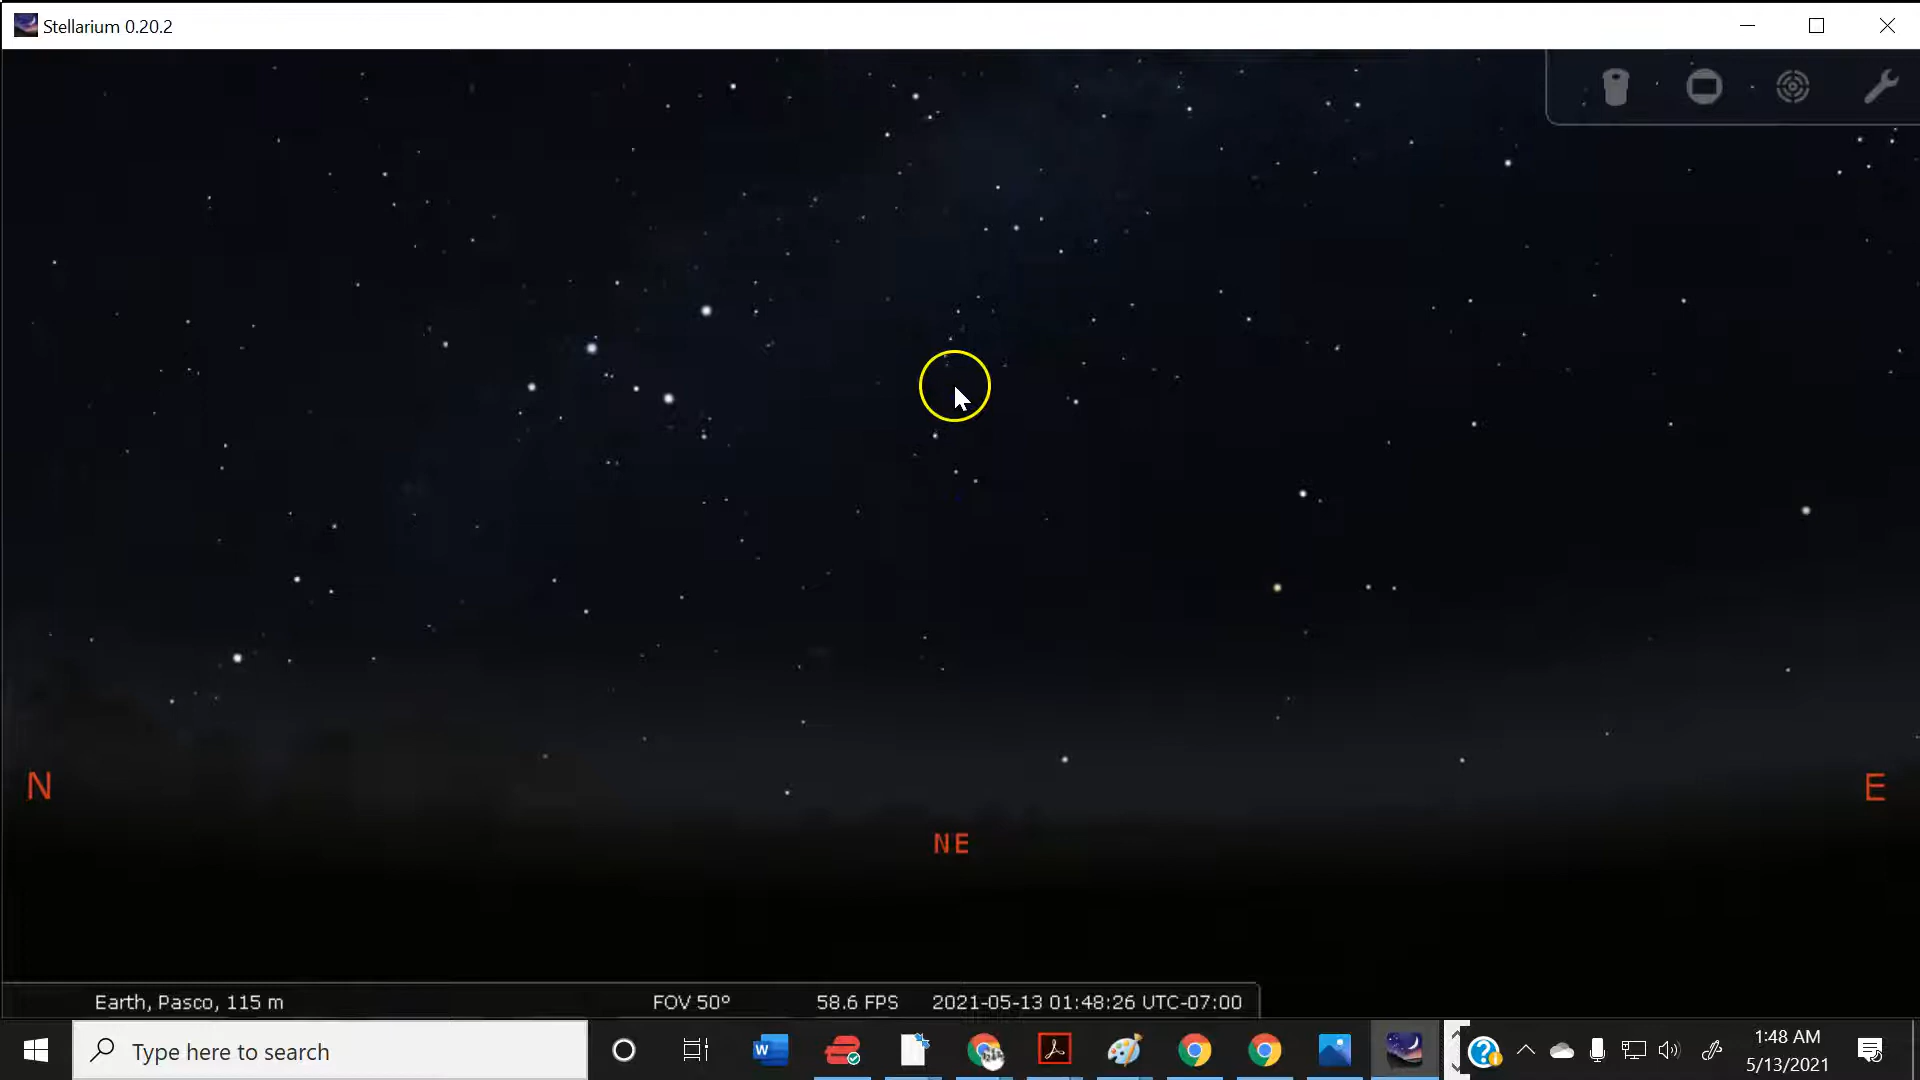 Stellarium 0.20.2
N
E
NE
Earth, Pasco, 115 m
FOV 50°
58.6 FPS
2021-05-13 01:48:26 UTC-07:00
Type here to search
W
1:48 AM
5/13/2021